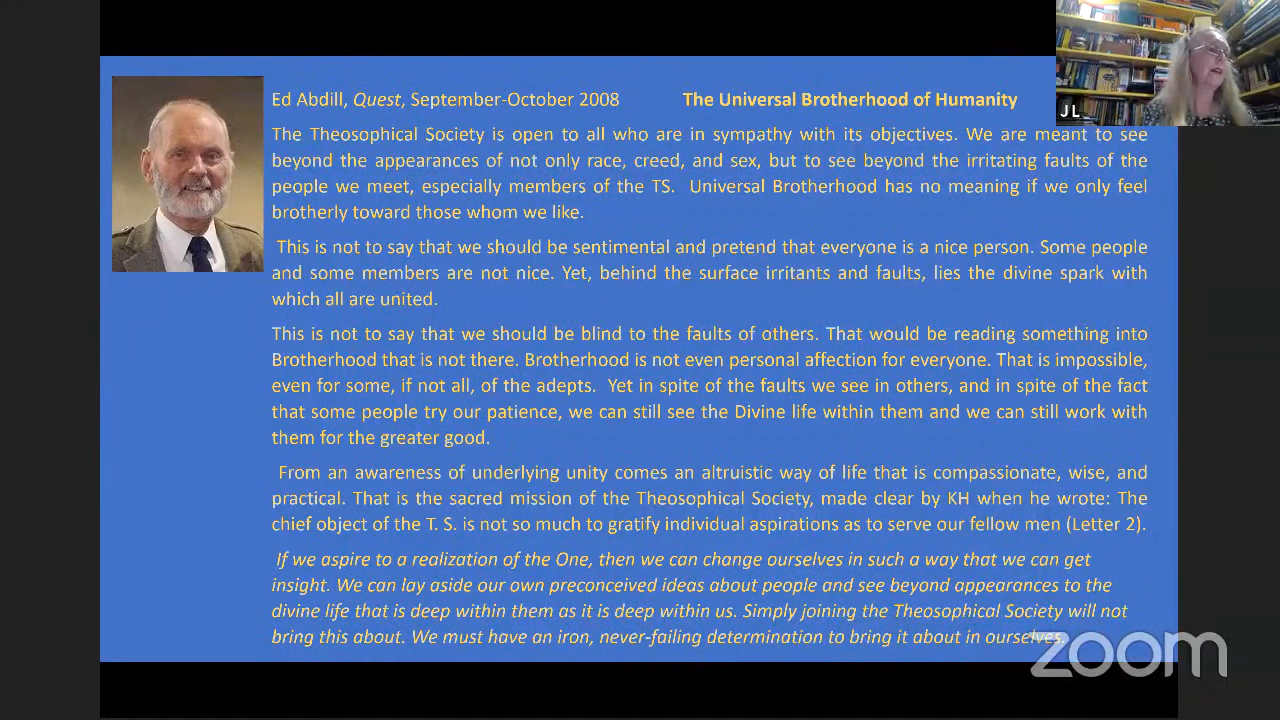 Ed Abdill, Quest, September-October 2008 The Universal Brotherhood of Humanity
J L
The Theosophical Society is open to all who are in sympathy with its objectives. We are meant to see
beyond the appearances of not only race, creed, and sex, but to see beyond the irritating faults of the
people we meet, especially members of the TS. Universal Brotherhood has no meaning if we only feel
brotherly toward those whom we like.
This is not to say that we should be sentimental and pretend that everyone is a nice person. Some people
and some members are not nice. Yet, behind the surface irritants and faults, lies the divine spark with
which all are united.
This is not to say that we should be blind to the faults of others. That would be reading something into
Brotherhood that is not there. Brotherhood is not even personal affection for everyone. That is impossible,
even for some, if not all, of the adepts. Yet in spite of the faults we see in others, and in spite of the fact
that some people try our patience, we can still see the Divine life within them and we can still work with
them for the greater good.
From an awareness of underlying unity comes an altruistic way of life that is compassionate, wise, and
practical. That is the sacred mission of the Theosophical Society, made clear by KH when he wrote: The
chief object of the T. S. is not so much to gratify individual aspirations as to serve our fellow men (Letter 2).
If we aspire to a realization of the One, then we can change ourselves in such a way that we can get
insight. We can lay aside our own preconceived ideas about people and see beyond appearances to the
divine life that is deep within them as it is deep within us. Simply joining the Theosophical Society will not
bring this about. We must have an iron, never-failing determination to bring it about in ourselves.
zoom